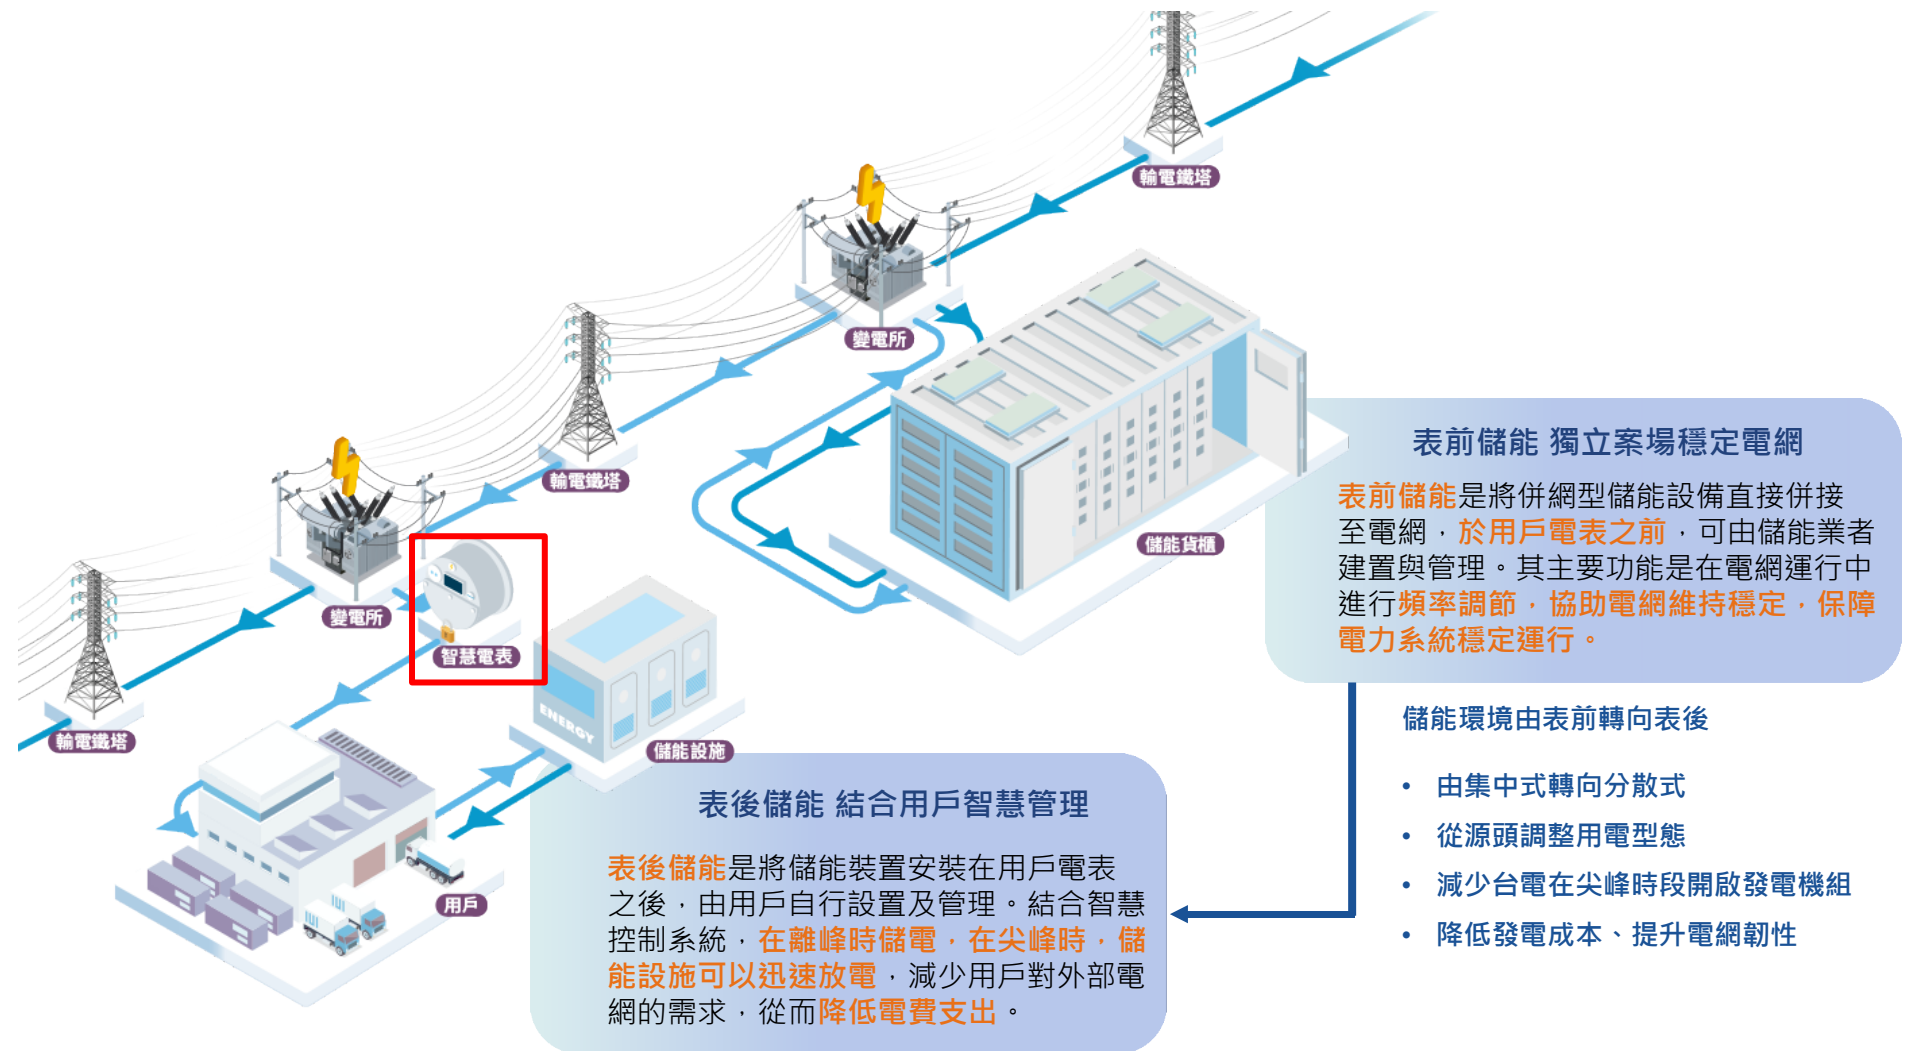 輸電鐵塔
變電所
輸電鐵塔
變電所
智慧電表
輸電鐵塔
儲能貨櫃
ENERGY
儲能設施
用戶
表前儲能 獨立案場穩定電網
表前儲能是將併網型儲能設備直接併接
至電網，於用戶電表之前，可由儲能業者
建置與管理。其主要功能是在電網運行中
進行頻率調節，協助電網維持穩定，保障
電力系統穩定運行。
儲能環境由表前轉向表後
• 由集中式轉向分散式
• 從源頭調整用電型態
• 減少台電在尖峰時段開啟發電機組
• 降低發電成本、提升電網韌性
表後儲能 結合用戶智慧管理
表後儲能是將儲能裝置安裝在用戶電表
之後，由用戶自行設置及管理。結合智慧
控制系統，在離峰時儲電，在尖峰時，儲
能設施可以迅速放電，減少用戶對外部電
網的需求，從而降低電費支出。